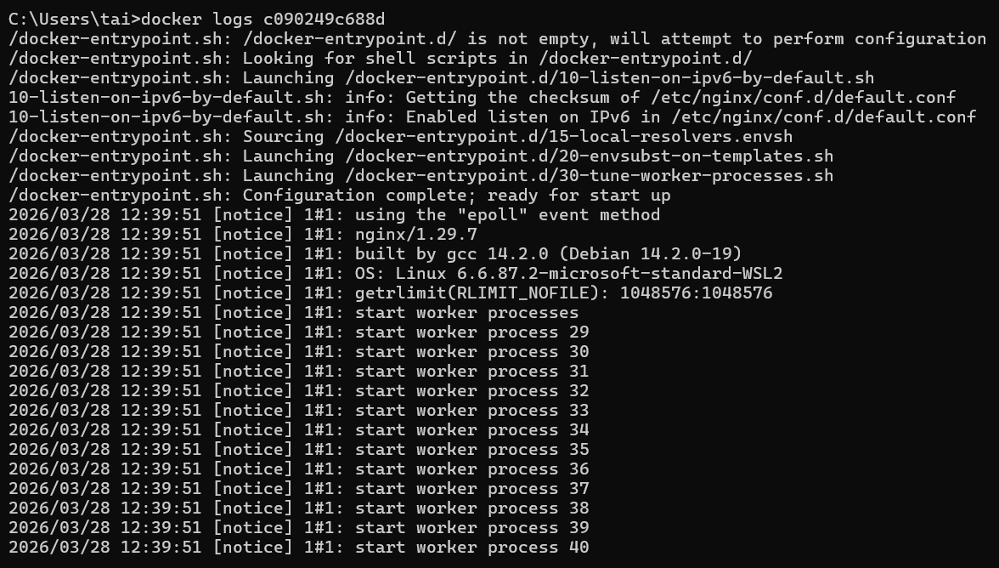 C:\Users\tai>docker logs c090249c688d
/docker-entrypoint.sh: /docker-entrypoint.d/ is not empty, will attempt to perform configuration
/docker-entrypoint.sh: Looking for shell scripts in /docker-entrypoint.d/
/docker-entrypoint.sh: Launching /docker-entrypoint.d/10-listen-on-ipv6-by-default.sh
10-listen-on-ipv6-by-default.sh: info: Getting the checksum of /etc/nginx/conf.d/default.conf
10-listen-on-ipv6-by-default.sh: info: Enabled listen on IPv6 in /etc/nginx/conf.d/default.conf
/docker-entrypoint.sh: Sourcing /docker-entrypoint.d/15-local-resolvers.envsh
/docker-entrypoint.sh: Launching /docker-entrypoint.d/20-envsubst-on-templates.sh
/docker-entrypoint.sh: Launching /docker-entrypoint.d/30-tune-worker-processes.sh
/docker-entrypoint.sh: Configuration complete; ready for start up
2026/03/28 12:39:51 [notice] 1#1: using the "epoll" event method
2026/03/28 12:39:51 [notice] 1#1: nginx/1.29.7
2026/03/28 12:39:51 [notice] 1#1: built by gcc 14.2.0 (Debian 14.2.0-19)
2026/03/28 12:39:51 [notice] 1#1: OS: Linux 6.6.87.2-microsoft-standard-WSL2
2026/03/28 12:39:51 [notice] 1#1: getrlimit(RLIMIT_NOFILE): 1048576:1048576
2026/03/28 12:39:51 [notice] 1#1: start worker processes
2026/03/28 12:39:51 [notice] 1#1: start worker process 29
2026/03/28 12:39:51 [notice] 1#1: start worker process 30
2026/03/28 12:39:51 [notice] 1#1: start worker process 31
2026/03/28 12:39:51 [notice] 1#1: start worker process 32
2026/03/28 12:39:51 [notice] 1#1: start worker process 33
2026/03/28 12:39:51 [notice] 1#1: start worker process 34
2026/03/28 12:39:51 [notice] 1#1: start worker process 35
2026/03/28 12:39:51 [notice] 1#1: start worker process 36
2026/03/28 12:39:51 [notice] 1#1: start worker process 37
2026/03/28 12:39:51 [notice] 1#1: start worker process 38
2026/03/28 12:39:51 [notice] 1#1: start worker process 39
2026/03/28 12:39:51 [notice] 1#1: start worker process 40